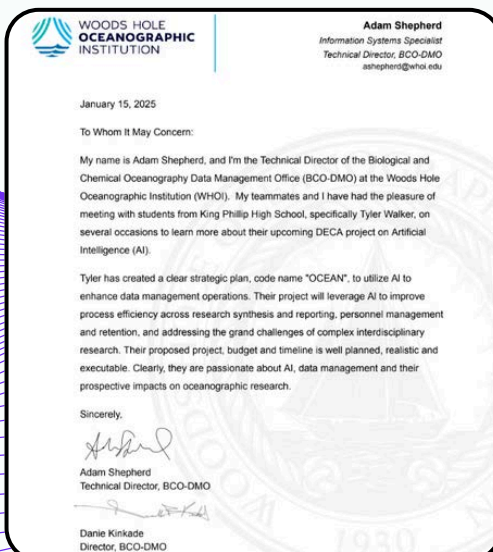 WOODS HOLE
OCEANOGRAPHIC
INSTITUTION
Adam Shepherd
Information Systems Specialist
Technical Director, BCO-DMO
ashepherd@whoi.edu
January 15, 2025
To Whom It May Concern:
My name is Adam Shepherd, and I'm the Technical Director of the Biological and
Chemical Oceanography Data Management Office (BCO-DMO) at the Woods Hole
Oceanographic Institution (WHOI). My teammates and I have had the pleasure of
meeting with students from King Phillip High School, specifically Tyler Walker, on
several occasions to learn more about their upcoming DECA project on Artificial
Intelligence (AI).
Tyler has created a clear strategic plan, code name "OCEAN", to utilize AI to
enhance data management operations. Their project will leverage AI to improve
process efficiency across research synthesis and reporting, personnel management
and retention, and addressing the grand challenges of complex interdisciplinary
research. Their proposed project, budget and timeline is well planned, realistic and
executable. Clearly, they are passionate about AI, data management and their
prospective impacts on oceanographic research.
Sincerely,
Adam Shepherd
Technical Director, BCO-DMO
Danie Kinkade
Director, BCO-DMO
1930